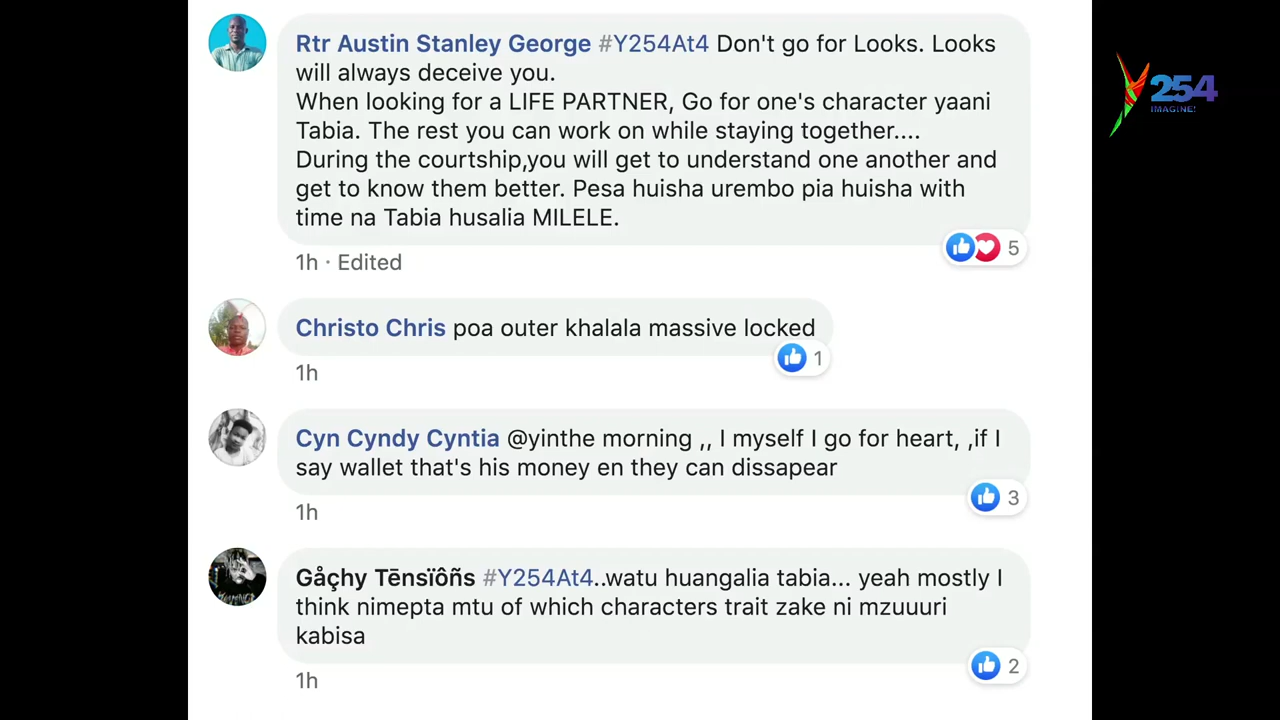 Rtr Austin Stanley George #Y254At4 Don't go for Looks. Looks
will always deceive you.
When looking for a LIFE PARTNER, Go for one's character yaani
Tabia. The rest you can work on while staying together....
During the courtship,you will get to understand one another and
get to know them better. Pesa huisha urembo pia huisha with
time na Tabia husalia MILELE.
5
1h · Edited
Christo Chris poa outer khalala massive locked
1
1h
Cyn Cyndy Cyntia @yinthe morning ,, I myself I go for heart, ,if I
say wallet that's his money en they can dissapear
3
1h
Gåçhy Tēnsïôñs #Y254At4..watu huangalia tabia... yeah mostly I
think nimepta mtu of which characters trait zake ni mzuuuri
kabisa
2
1h
Y254
IMAGINE!